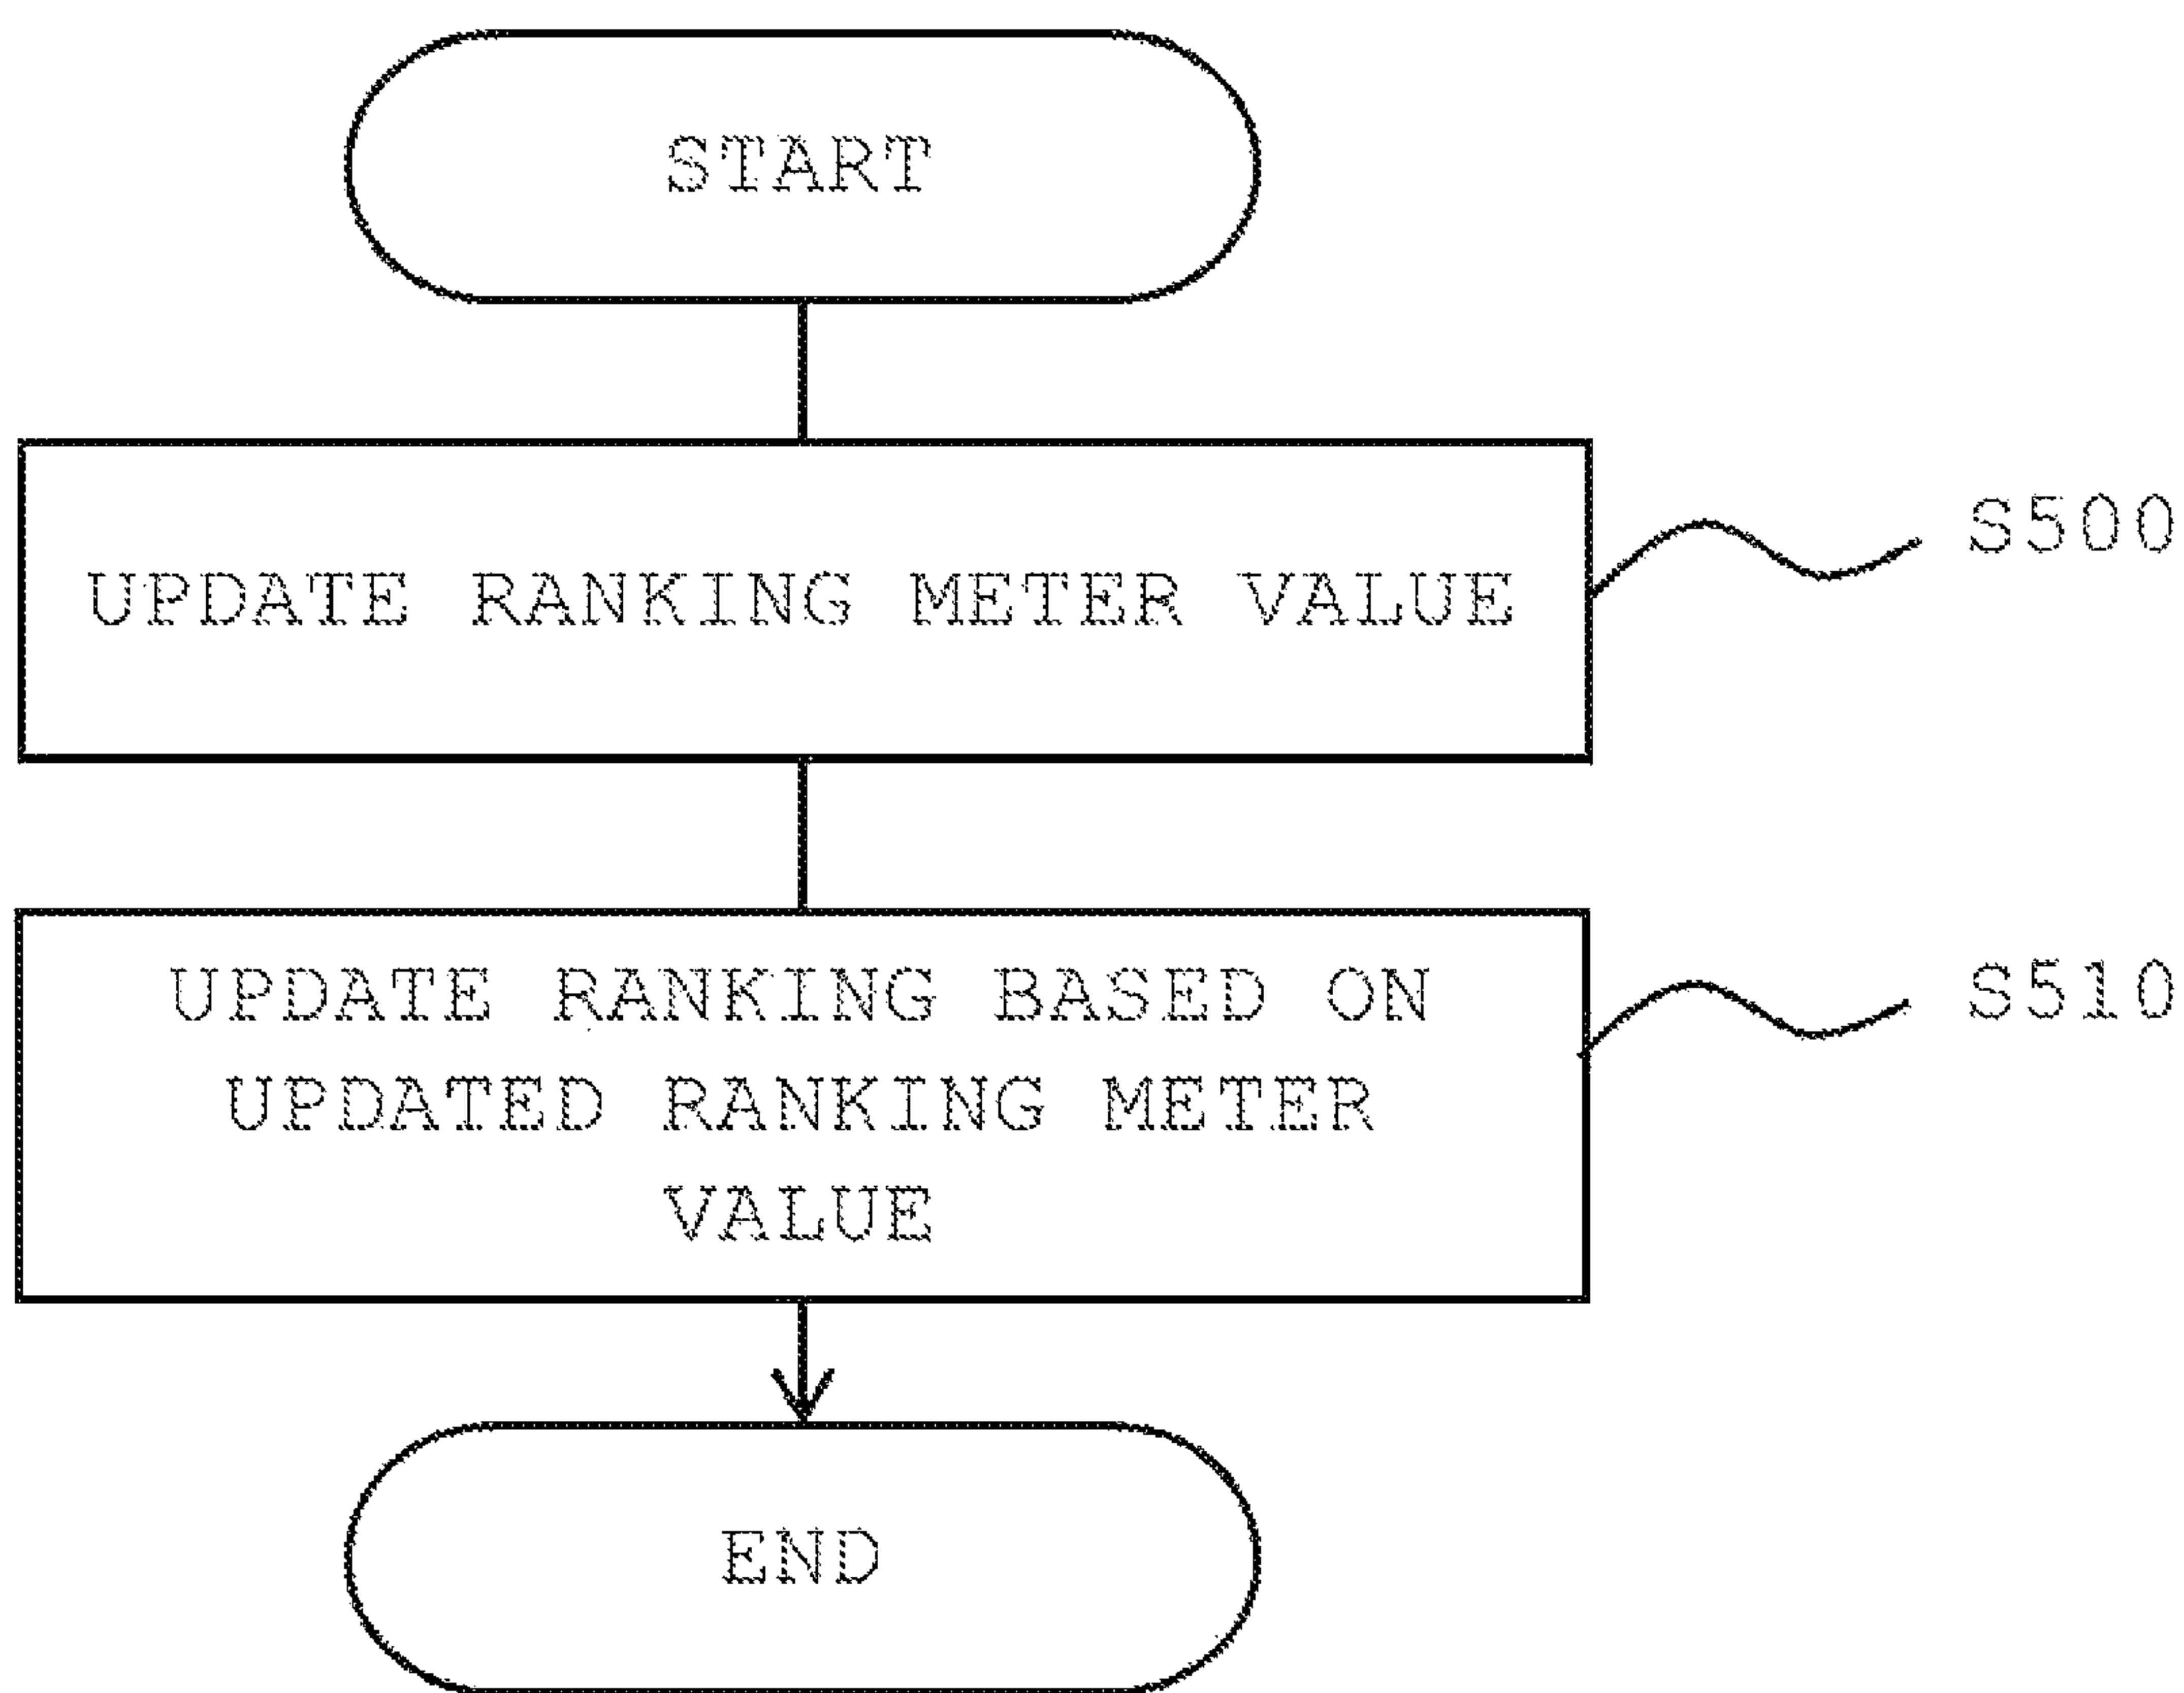 START
UPDATE RANKING METER VALUE
S500
UPDATE RANKING BASED ON
UPDATED RANKING METER
VALUE
S510
END